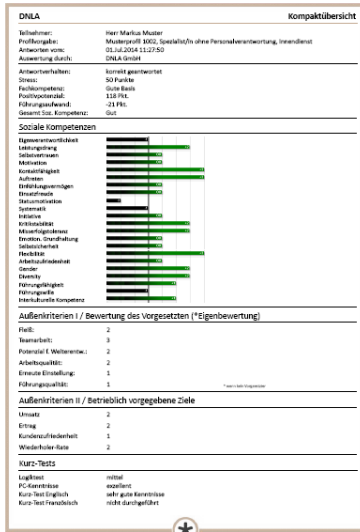 DNLA Kompaktübersicht
Teilnehmer: Herr Markus Muster
Profilvorgabe: Musterprofil 1002, Spezialist/in ohne Personalverantwortung, Innendienst
Antworten vom: 01.Jul.2014 11:27:50
Auswertung durch: DNLA GmbH
Antwortverhalten: korrekt geantwortet
Stress: 50 Punkte
Fachkompetenz: Gute Basis
Positivpotenzial: 118 Pkt.
Führungsaufwand: -21 Pkt.
Gesamt Soz. Kompetenz: Gut
Soziale Kompetenzen
Eigenverantwortlichkeit
Leistungsdrang
Selbstvertrauen
Motivation
Kontaktfähigkeit
Auftreten
Einfühlungsvermögen
Einsatzfreude
Statusmotivation
Systematik
Initiative
Kritikstabilität
Misserfolgstoleranz
Emotion. Grundhaltung
Selbstsicherheit
Flexibilität
Arbeitszufriedenheit
Gender
Diversity
Führungsfähigkeit
Führungswille
Interkulturelle Kompetenz
Außenkriterien I / Bewertung des Vorgesetzten (*Eigenbewertung)
Fleiß: 2
Teamarbeit: 3
Potenzial f. Weiterentw.: 2
Arbeitsqualität: 2
Erneute Einstellung: 1
Führungsqualität: 1
Außenkriterien II / Betrieblich vorgegebene Ziele
Umsatz 2
Ertrag 2
Kundenzufriedenheit 1
Wiederholer-Rate 2
Kurz-Tests
Logiktest mittel
PC-Kenntnisse exzellent
Kurz-Test Englisch sehr gute Kenntnisse
Kurz-Test Französisch nicht durchgeführt